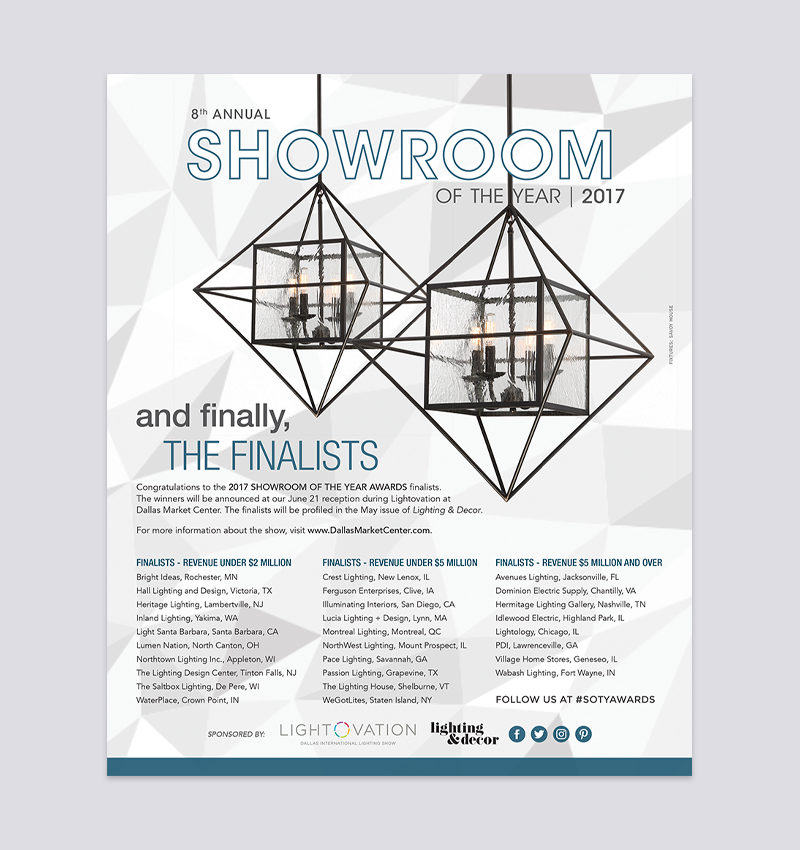 8th ANNUAL
SHOWROOM
OF THE YEAR | 2017
FIXTURES: SAVOY HOUSE
and finally,
THE FINALISTS
Congratulations to the 2017 SHOWROOM OF THE YEAR AWARDS finalists.
The winners will be announced at our June 21 reception during Lightovation at
Dallas Market Center. The finalists will be profiled in the May issue of Lighting & Decor.
For more information about the show, visit www.DallasMarketCenter.com.
FINALISTS - REVENUE UNDER $2 MILLION
Bright Ideas, Rochester, MN
Hall Lighting and Design, Victoria, TX
Heritage Lighting, Lambertville, NJ
Inland Lighting, Yakima, WA
Light Santa Barbara, Santa Barbara, CA
Lumen Nation, North Canton, OH
Northtown Lighting Inc., Appleton, WI
The Lighting Design Center, Tinton Falls, NJ
The Saltbox Lighting, De Pere, WI
WaterPlace, Crown Point, IN
FINALISTS - REVENUE UNDER $5 MILLION
Crest Lighting, New Lenox, IL
Ferguson Enterprises, Clive, IA
Illuminating Interiors, San Diego, CA
Lucia Lighting + Design, Lynn, MA
Montreal Lighting, Montreal, QC
NorthWest Lighting, Mount Prospect, IL
Pace Lighting, Savannah, GA
Passion Lighting, Grapevine, TX
The Lighting House, Shelburne, VT
WeGotLites, Staten Island, NY
FINALISTS - REVENUE $5 MILLION AND OVER
Avenues Lighting, Jacksonville, FL
Dominion Electric Supply, Chantilly, VA
Hermitage Lighting Gallery, Nashville, TN
Idlewood Electric, Highland Park, IL
Lightology, Chicago, IL
PDI, Lawrenceville, GA
Village Home Stores, Geneseo, IL
Wabash Lighting, Fort Wayne, IN
FOLLOW US AT #SOTYAWARDS
SPONSORED BY:
LIGHTOVATION
DALLAS INTERNATIONAL LIGHTING SHOW
lighting
&decor